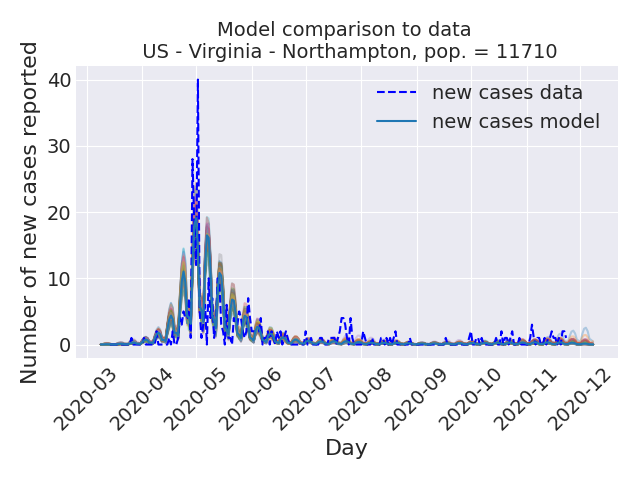 Model comparison to data
US - Virginia - Northampton, pop. = 11710
Number of new cases reported
40
30
20
10
0
new cases data
new cases model
2020-03
2020-04
2020-05
2020-06
2020-07
2020-08
2020-09
2020-10
2020-11
2020-12
Day